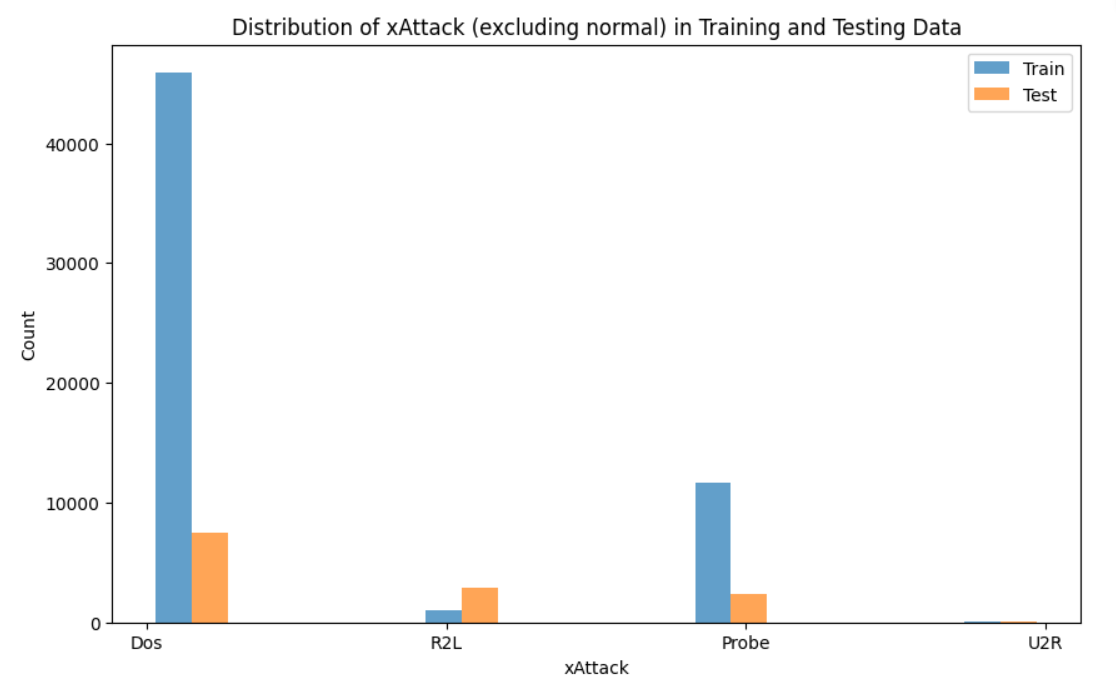 Distribution of xAttack (excluding normal) in Training and Testing Data
Train
Test
40000
30000
20000
10000
0
Count
Dos R2L Probe U2R
xAttack